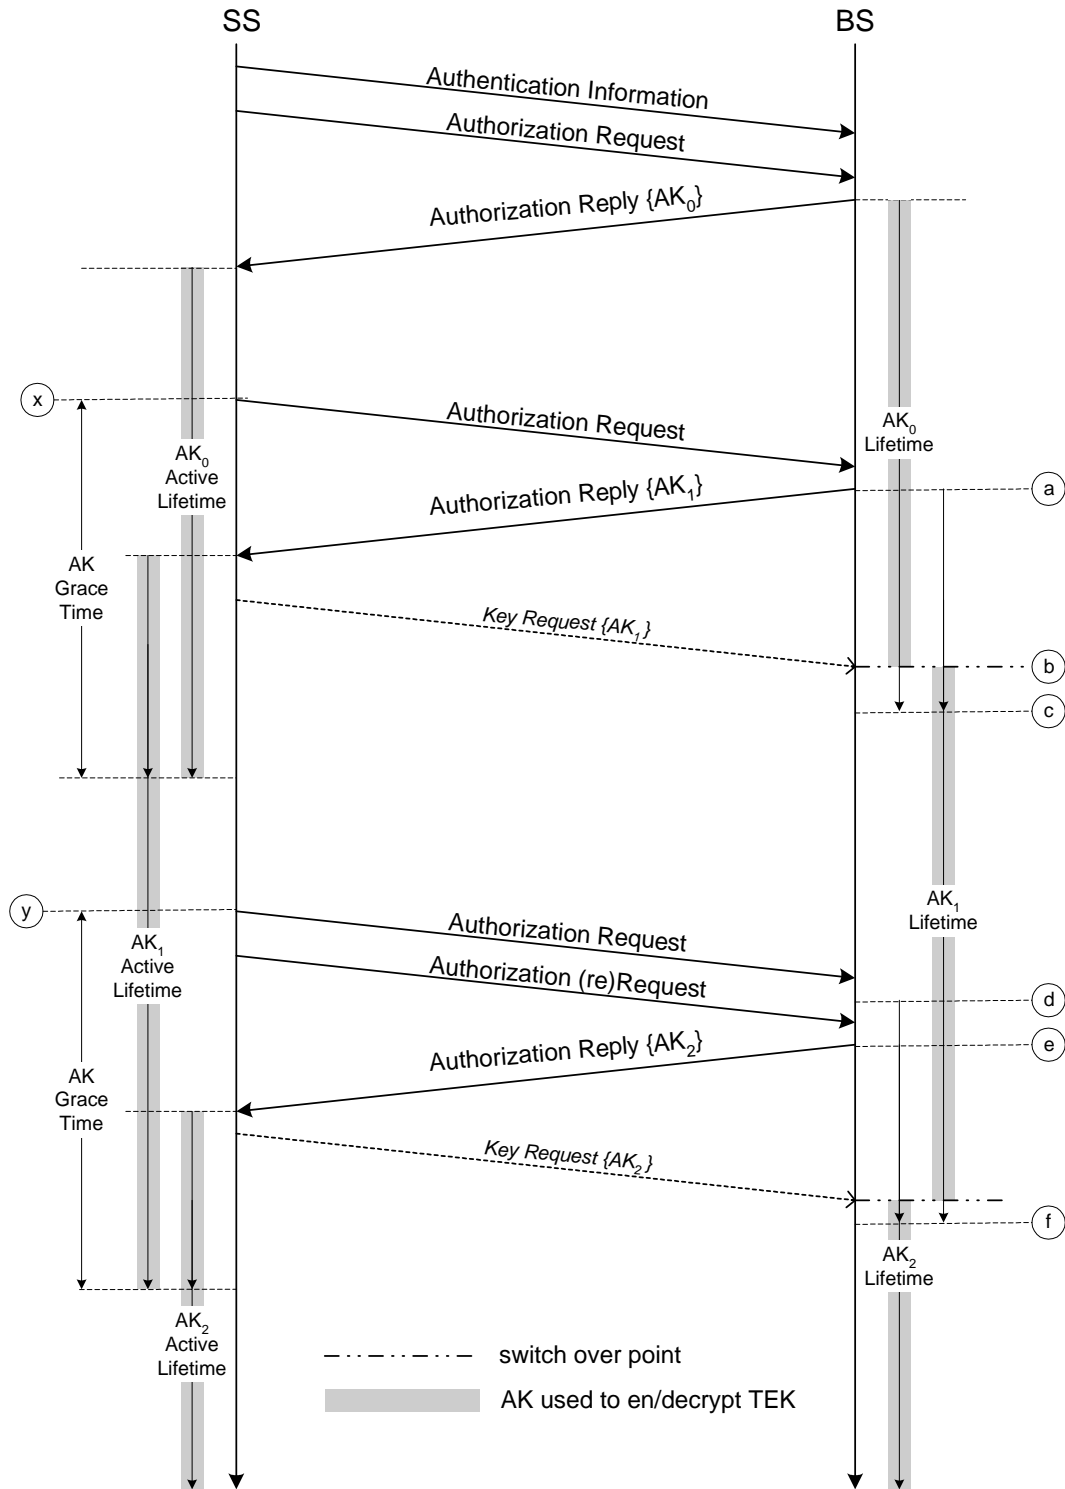 SS
BS
Authentication Information
Authorization Request
Authorization Reply {AK₀}
x
Authorization Request
AK₀
Lifetime
AK₀
Active
Lifetime
a
Authorization Reply {AK₁}
AK
Grace
Time
Key Request {AK₁}
b
c
y
AK₁
Lifetime
Authorization Request
AK₁
Active
Lifetime
Authorization (re)Request
d
e
Authorization Reply {AK₂}
AK
Grace
Time
Key Request {AK₂}
f
AK₂
Lifetime
AK₂
Active
Lifetime
switch over point
AK used to en/decrypt TEK